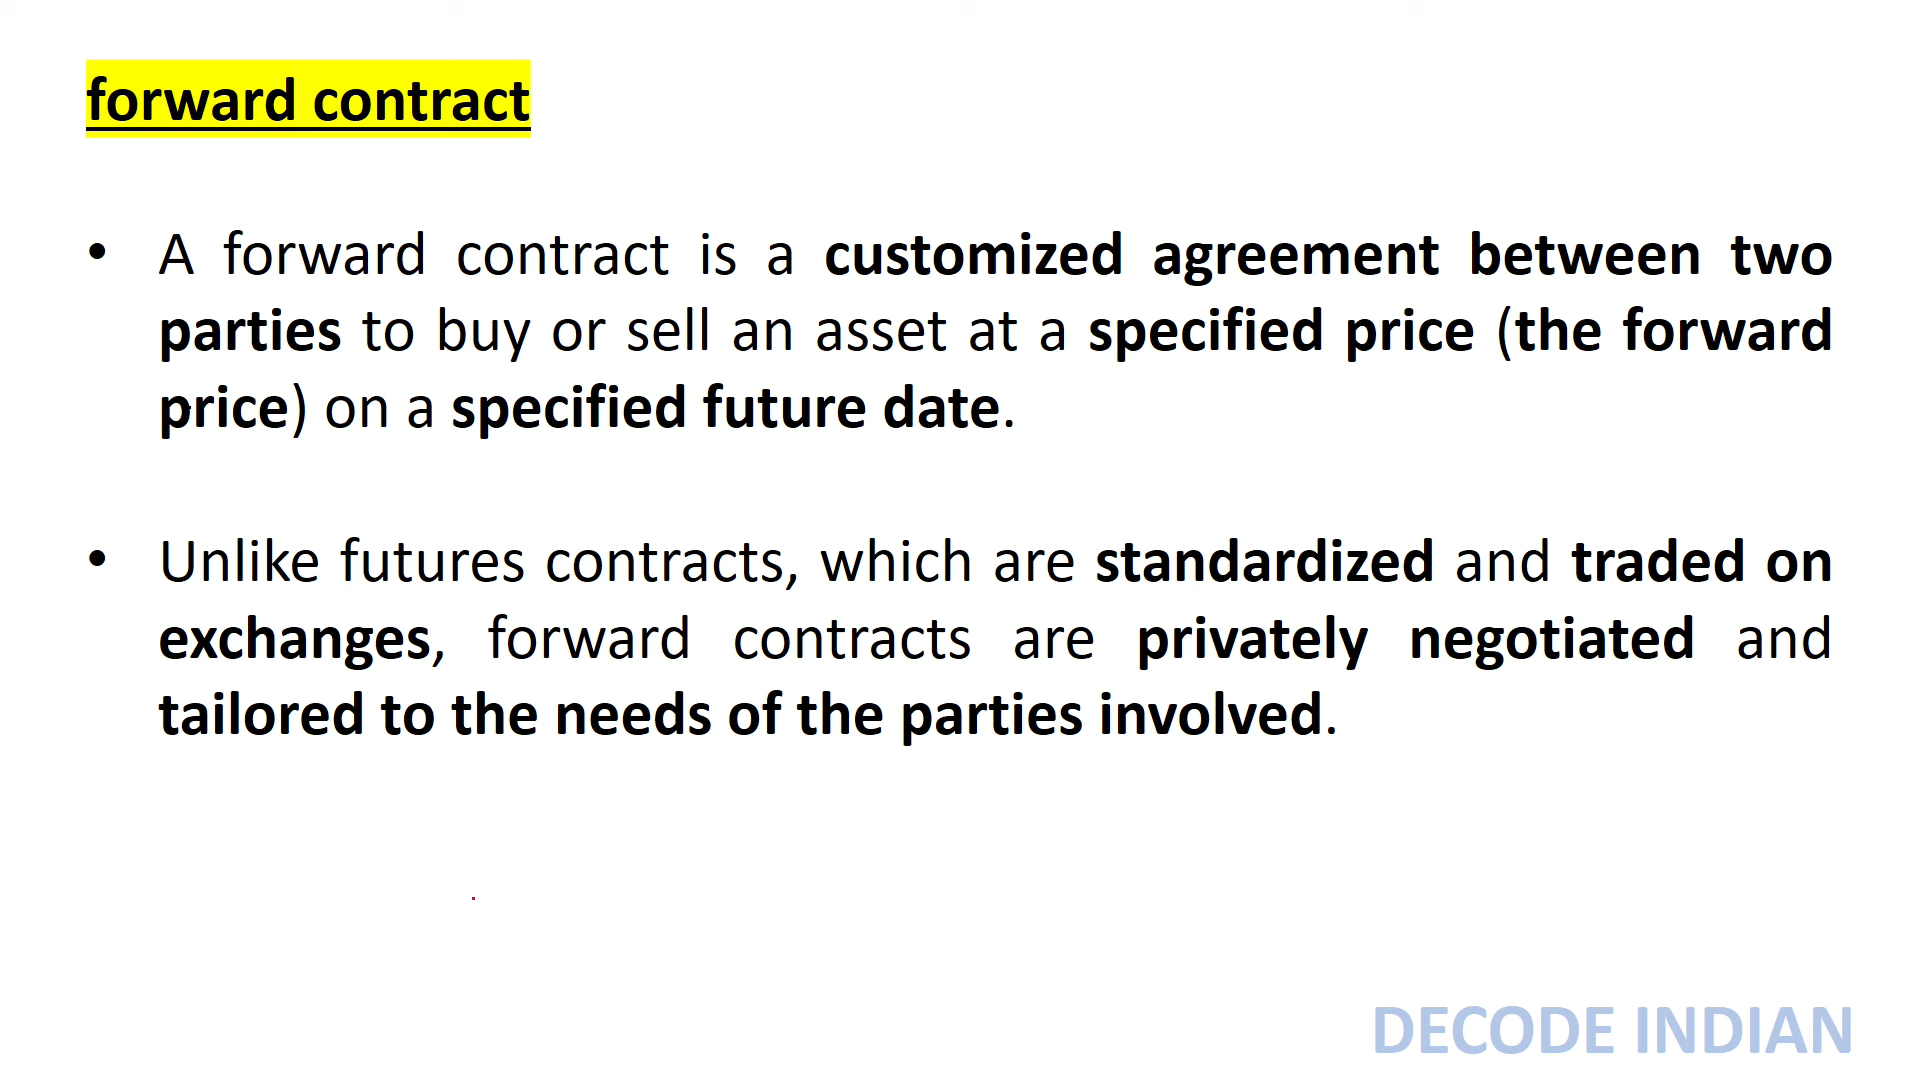 forward contract
• A forward contract is a customized agreement between two
parties to buy or sell an asset at a specified price (the forward
price) on a specified future date.
• Unlike futures contracts, which are standardized and traded on
exchanges, forward contracts are privately negotiated and
tailored to the needs of the parties involved.
DECODE INDIAN